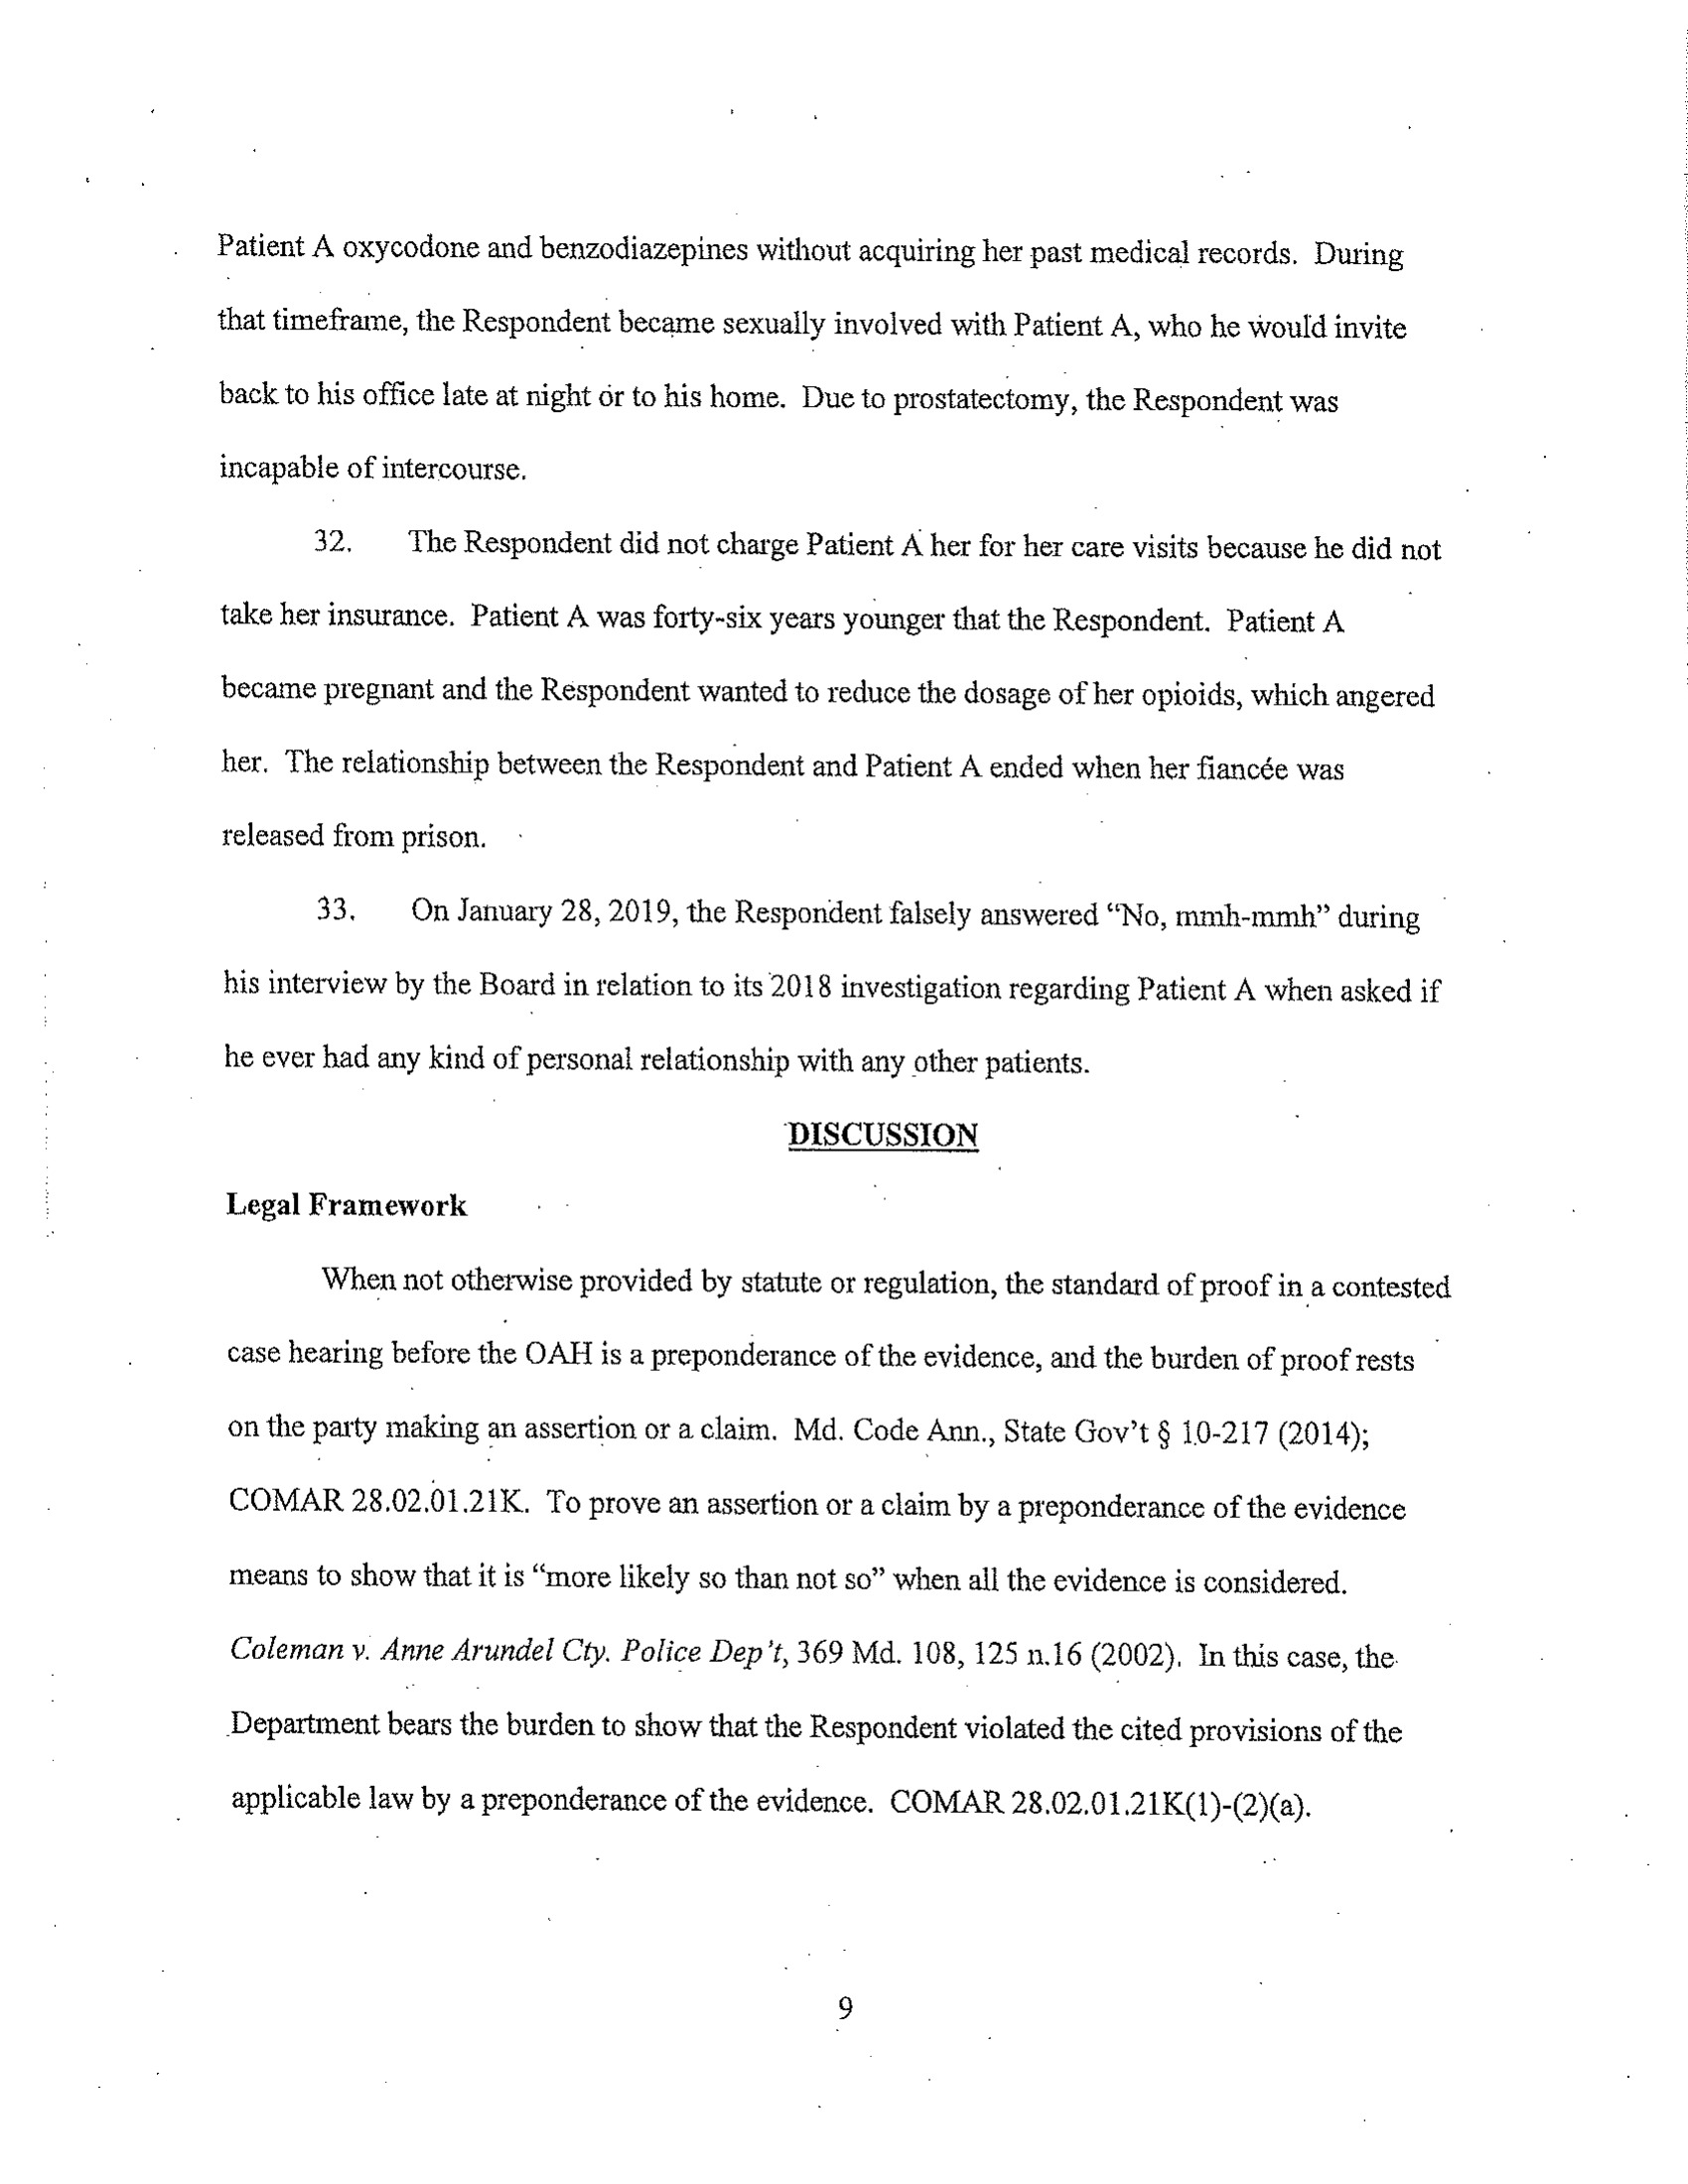 Patient A oxycodone and benzodiazepines without acquiring her past medical records. During
that timeframe, the Respondent became sexually involved with Patient A, who he would invite
back to his office late at night or to his home. Due to prostatectomy, the Respondent was
incapable of intercourse.
32. The Respondent did not charge Patient A her for her care visits because he did not
take her insurance. Patient A was forty-six years younger that the Respondent. Patient A
became pregnant and the Respondent wanted to reduce the dosage of her opioids, which angered
her. The relationship between the Respondent and Patient A ended when her fiancée was
released from prison.
33. On January 28, 2019, the Respondent falsely answered “No, mmh-mmh” during
his interview by the Board in relation to its 2018 investigation regarding Patient A when asked if
he ever had any kind of personal relationship with any other patients.
DISCUSSION
Legal Framework
When not otherwise provided by statute or regulation, the standard of proof in a contested
case hearing before the OAH is a preponderance of the evidence, and the burden of proof rests
on the party making an assertion or a claim. Md. Code Ann., State Gov’t § 10-217 (2014);
COMAR 28.02.01.21K. To prove an assertion or a claim by a preponderance of the evidence
means to show that it is “more likely so than not so” when all the evidence is considered.
Coleman v. Anne Arundel Cty. Police Dep’t, 369 Md. 108, 125 n.16 (2002). In this case, the
Department bears the burden to show that the Respondent violated the cited provisions of the
applicable law by a preponderance of the evidence. COMAR 28.02.01.21K(1)-(2)(a).
9